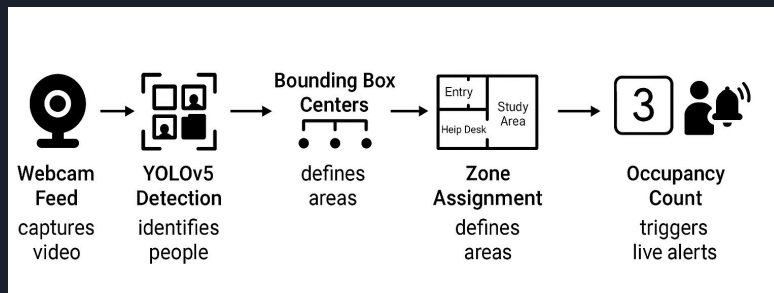 Webcam
Feed
captures
video
YOLOv5
Detection
identifies
people
Bounding Box
Centers
defines
areas
Entry
Study
Area
Help Desk
Zone
Assignment
defines
areas
3
Occupancy
Count
triggers
live alerts